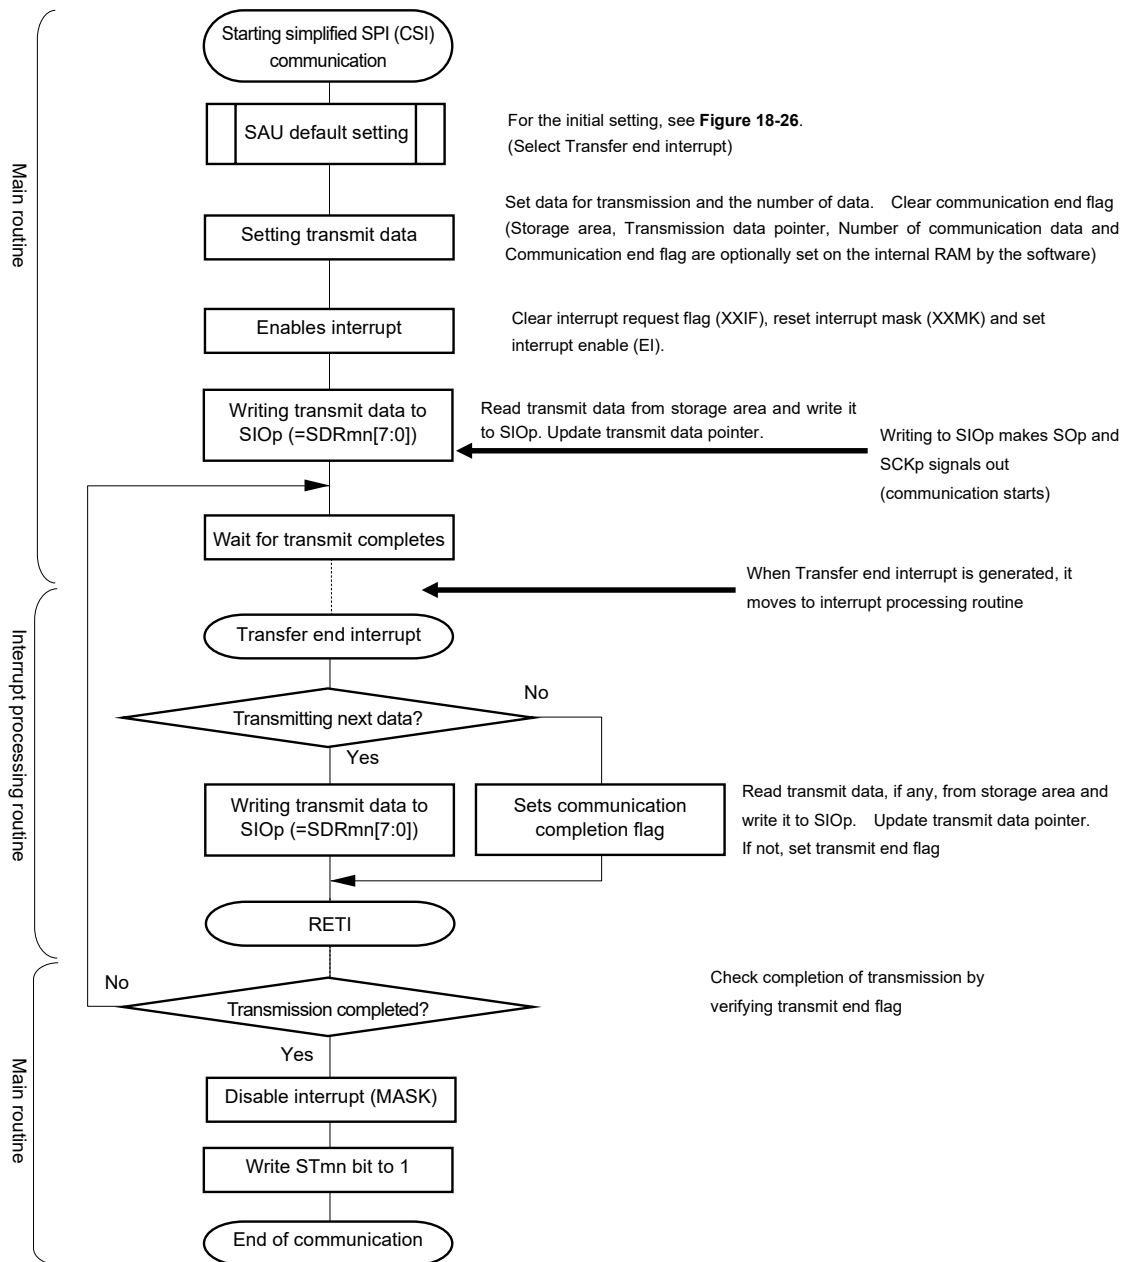 Starting simplified SPI (CSI)
communication
Main routine
SAU default setting
For the initial setting, see Figure 18-26.
(Select Transfer end interrupt)
Setting transmit data
Set data for transmission and the number of data. Clear communication end flag
(Storage area, Transmission data pointer, Number of communication data and
Communication end flag are optionally set on the internal RAM by the software)
Enables interrupt
Clear interrupt request flag (XXIF), reset interrupt mask (XXMK) and set
interrupt enable (EI).
Writing transmit data to
SIOp (=SDRmn[7:0])
Read transmit data from storage area and write it
to SIOp. Update transmit data pointer.
Writing to SIOp makes SOp and
SCKp signals out
(communication starts)
Wait for transmit completes
When Transfer end interrupt is generated, it
moves to interrupt processing routine
Interrupt processing routine
Transfer end interrupt
Transmitting next data?
No
Yes
Writing transmit data to
SIOp (=SDRmn[7:0])
Sets communication
completion flag
Read transmit data, if any, from storage area and
write it to SIOp. Update transmit data pointer.
If not, set transmit end flag
RETI
Main routine
No
Transmission completed?
Check completion of transmission by
verifying transmit end flag
Yes
Disable interrupt (MASK)
Write STmn bit to 1
End of communication